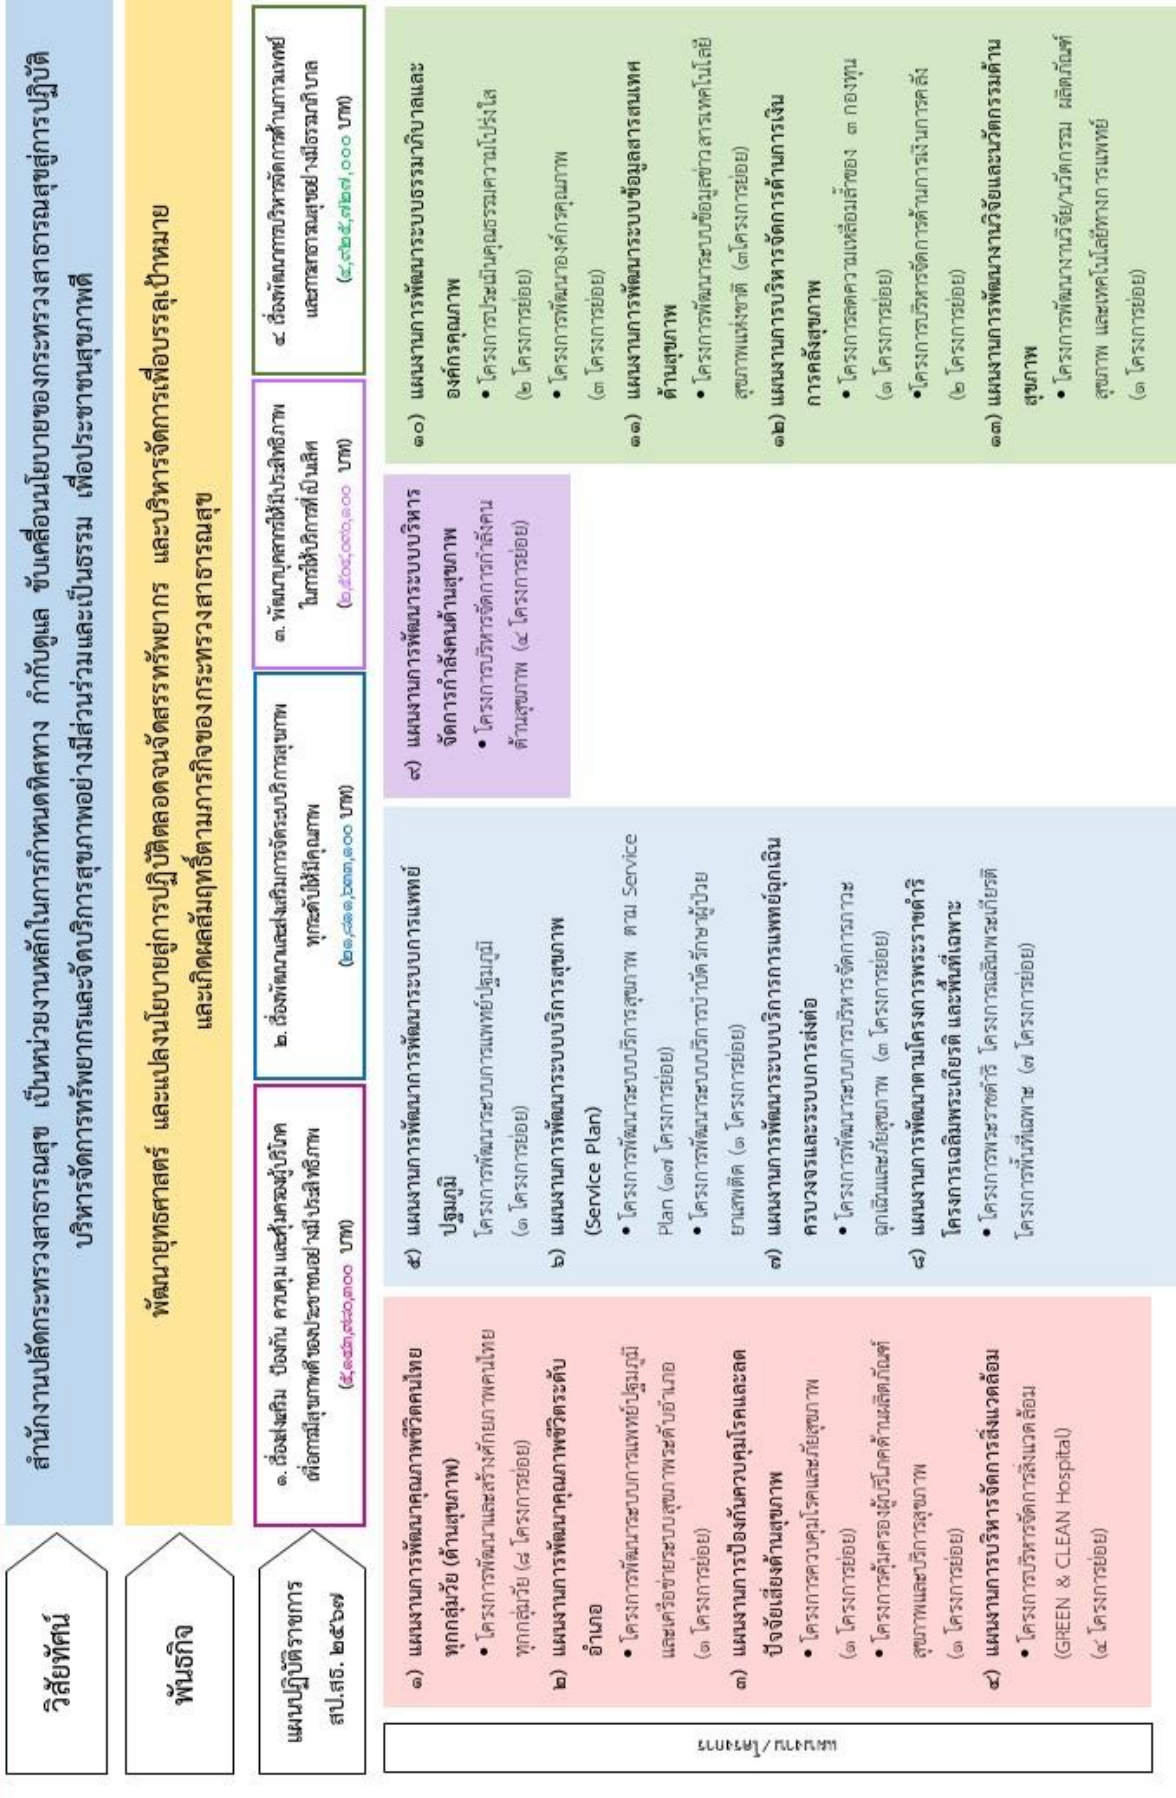 วิสัยทัศน์
สำนักงานปลัดกระทรวงสาธารณสุข เป็นหน่วยงานหลักในการกำหนดทิศทาง กำกับดูแล ขับเคลื่อนนโยบายของกระทรวงสาธารณสุขสู่การปฏิบัติ
บริหารจัดการทรัพยากรและจัดบริการสุขภาพอย่างมีส่วนร่วมและเป็นธรรม เพื่อประชาชนสุขภาพดี
พันธกิจ
พัฒนายุทธศาสตร์ และแปลงนโยบายสู่การปฏิบัติตลอดจนจัดสรรทรัพยากร และบริหารจัดการเพื่อบรรลุเป้าหมาย
และเกิดผลสัมฤทธิ์ตามภารกิจของกระทรวงสาธารณสุข
แผนปฏิบัติราชการ
สป.สธ. ๒๕๖๗
๑. เรื่องส่งเสริม ป้องกัน ควบคุม และคุ้มครองผู้บริโภค
เพื่อการมีสุขภาพดีของประชาชนอย่างมีประสิทธิภาพ
(๕,๑๕๓,๙๘๐,๓๐๐ บาท)
๒. เรื่องพัฒนาและส่งเสริมการจัดระบบบริการสุขภาพ
ทุกระดับให้มีคุณภาพ
(๒๑,๘๑๑,๖๓๓,๑๐๐ บาท)
๓. พัฒนาบุคลากรให้มีประสิทธิภาพ
ในการให้บริการที่เป็นเลิศ
(๒,๕๐๔,๐๙๐,๑๐๐ บาท)
๔. เรื่องพัฒนาการบริหารจัดการด้านการแพทย์
และการสาธารณสุขอย่างมีธรรมาภิบาล
(๔,๙๒๕,๗๒๗,๐๐๐ บาท)
แผนงาน/โครงการ
๑) แผนงานการพัฒนาคุณภาพชีวิตคนไทย
ทุกกลุ่มวัย (ด้านสุขภาพ)
• โครงการพัฒนาและสร้างศักยภาพคนไทย
ทุกกลุ่มวัย (๘ โครงการย่อย)
๒) แผนงานการพัฒนาคุณภาพชีวิตระดับ
อำเภอ
• โครงการพัฒนาระบบการแพทย์ปฐมภูมิ
และเครือข่ายระบบสุขภาพระดับอำเภอ
(๑ โครงการย่อย)
๓) แผนงานการป้องกันควบคุมโรคและลด
ปัจจัยเสี่ยงด้านสุขภาพ
• โครงการควบคุมโรคและภัยสุขภาพ
(๑ โครงการย่อย)
• โครงการคุ้มครองผู้บริโภคด้านผลิตภัณฑ์
สุขภาพและบริการสุขภาพ
(๑ โครงการย่อย)
๔) แผนงานการบริหารจัดการสิ่งแวดล้อม
• โครงการบริหารจัดการสิ่งแวดล้อม
(GREEN & CLEAN Hospital)
(๔ โครงการย่อย)
๕) แผนงานการพัฒนาการพัฒนาระบบการแพทย์
ปฐมภูมิ
โครงการพัฒนาระบบการแพทย์ปฐมภูมิ
(๑ โครงการย่อย)
๖) แผนงานการพัฒนาระบบบริการสุขภาพ
(Service Plan)
• โครงการพัฒนาระบบบริการสุขภาพ ตาม Service
Plan (๑๗ โครงการย่อย)
• โครงการพัฒนาระบบบริการบำบัดรักษาผู้ป่วย
ยาเสพติด (๑ โครงการย่อย)
๗) แผนงานการพัฒนาระบบบริการการแพทย์ฉุกเฉิน
ครบวงจรและระบบการส่งต่อ
• โครงการพัฒนาระบบการบริหารจัดการภาวะ
ฉุกเฉินและภัยสุขภาพ (๓ โครงการย่อย)
๘) แผนงานการพัฒนาตามโครงการพระราชดำริ
โครงการเฉลิมพระเกียรติ และพื้นที่เฉพาะ
• โครงการพระราชดำริ โครงการเฉลิมพระเกียรติ
โครงการพื้นที่เฉพาะ (๗ โครงการย่อย)
๙) แผนงานการพัฒนาระบบบริหาร
จัดการกำลังคนด้านสุขภาพ
• โครงการบริหารจัดการกำลังคน
ด้านสุขภาพ (๔ โครงการย่อย)
๑๐) แผนงานการพัฒนาระบบธรรมาภิบาลและ
องค์กรคุณภาพ
• โครงการประเมินคุณธรรมความโปร่งใส
(๒ โครงการย่อย)
• โครงการพัฒนาองค์กรคุณภาพ
(๓ โครงการย่อย)
๑๑) แผนงานการพัฒนาระบบข้อมูลสารสนเทศ
ด้านสุขภาพ
• โครงการพัฒนาระบบข้อมูลข่าวสารเทคโนโลยี
สุขภาพแห่งชาติ (๓โครงการย่อย)
๑๒) แผนงานการบริหารจัดการด้านการเงิน
การคลังสุขภาพ
• โครงการลดความเหลื่อมล้ำของ ๓ กองทุน
(๑ โครงการย่อย)
•โครงการบริหารจัดการด้านการเงินการคลัง
(๒ โครงการย่อย)
๑๓) แผนงานการพัฒนางานวิจัยและนวัตกรรมด้าน
สุขภาพ
• โครงการพัฒนางานวิจัย/นวัตกรรม ผลิตภัณฑ์
สุขภาพ และเทคโนโลยีทางการแพทย์
(๑ โครงการย่อย)